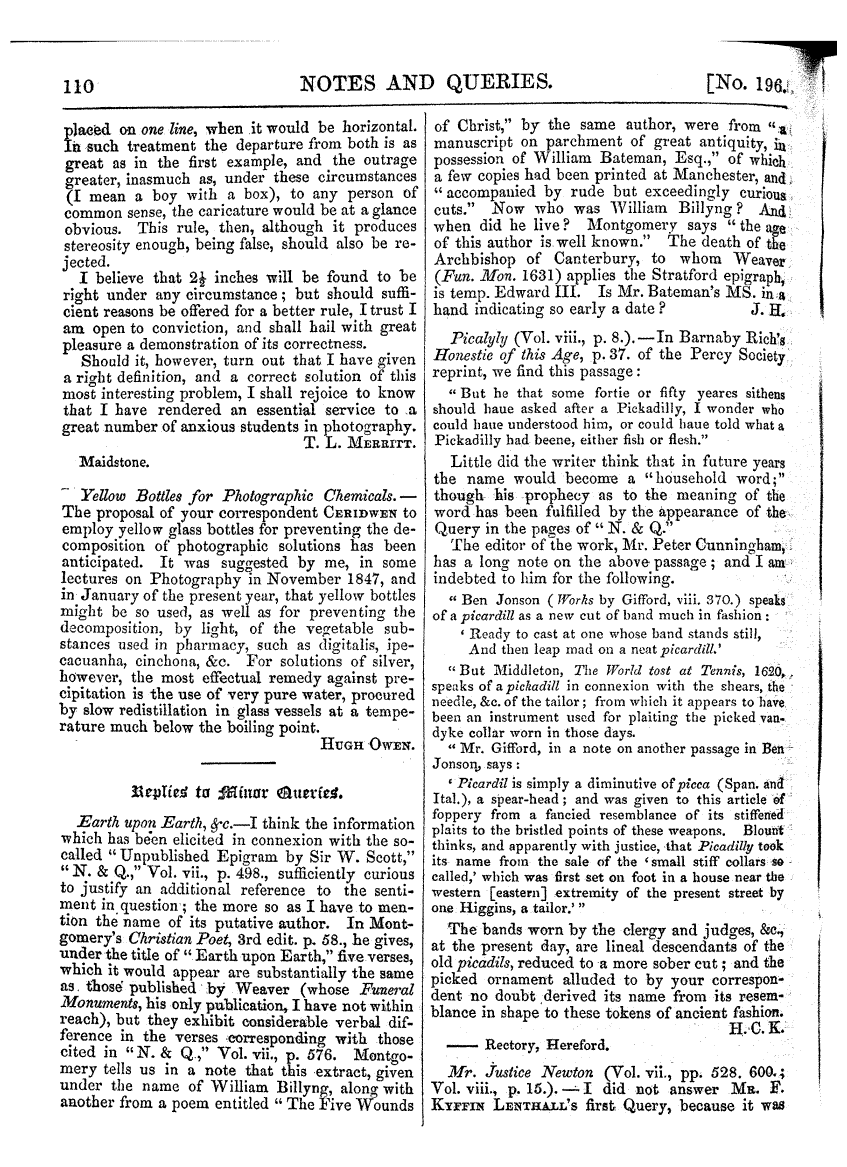 110
NOTES AND QUERIES.
[No. 196.
placed on one line, when it would be horizontal.
In such treatment the departure from both is as
great as in the first example, and the outrage
greater, inasmuch as, under these circumstances
(I mean a boy with a box), to any person of
common sense, the caricature would be at a glance
obvious. This rule, then, although it produces
stereosity enough, being false, should also be re-
jected.
I believe that 2½ inches will be found to be
right under any circumstance; but should suffi-
cient reasons be offered for a better rule, I trust I
am open to conviction, and shall hail with great
pleasure a demonstration of its correctness.
Should it, however, turn out that I have given
a right definition, and a correct solution of this
most interesting problem, I shall rejoice to know
that I have rendered an essential service to a
great number of anxious students in photography.
T. L. MERRITT.
Maidstone.
Yellow Bottles for Photographic Chemicals. —
The proposal of your correspondent CERIDWEN to
employ yellow glass bottles for preventing the de-
composition of photographic solutions has been
anticipated. It was suggested by me, in some
lectures on Photography in November 1847, and
in January of the present year, that yellow bottles
might be so used, as well as for preventing the
decomposition, by light, of the vegetable sub-
stances used in pharmacy, such as digitalis, ipe-
cacuanha, cinchona, &c. For solutions of silver,
however, the most effectual remedy against pre-
cipitation is the use of very pure water, procured
by slow redistillation in glass vessels at a tempe-
rature much below the boiling point.
HUGH OWEN.
Replies to Minor Queries.
Earth upon Earth, &c.—I think the information
which has been elicited in connexion with the so-
called "Unpublished Epigram by Sir W. Scott,"
"N. & Q.," Vol. vii., p. 498., sufficiently curious
to justify an additional reference to the senti-
ment in question; the more so as I have to men-
tion the name of its putative author. In Mont-
gomery's Christian Poet, 3rd edit. p. 58., he gives,
under the title of "Earth upon Earth," five verses,
which it would appear are substantially the same
as those published by Weaver (whose Funeral
Monuments, his only publication, I have not within
reach), but they exhibit considerable verbal dif-
ference in the verses corresponding with those
cited in "N. & Q.," Vol. vii., p. 576. Montgo-
mery tells us in a note that this extract, given
under the name of William Billyng, along with
another from a poem entitled "The Five Wounds
of Christ," by the same author, were from "a
manuscript on parchment of great antiquity, in
possession of William Bateman, Esq.," of which
a few copies had been printed at Manchester, and
"accompanied by rude but exceedingly curious
cuts." Now who was William Billyng? And
when did he live? Montgomery says "the age
of this author is well known." The death of the
Archbishop of Canterbury, to whom Weaver
(Fun. Mon. 1631) applies the Stratford epigraph,
is temp. Edward III. Is Mr. Bateman's MS. in a
hand indicating so early a date? J. H.
Picalyly (Vol. viii., p. 8.).—In Barnaby Rich's
Honestie of this Age, p. 37. of the Percy Society
reprint, we find this passage:
"But he that some fortie or fifty yeares sithens
should haue asked after a Pickadilly, I wonder who
could haue understood him, or could haue told what a
Pickadilly had beene, either fish or flesh."
Little did the writer think that in future years
the name would become a "household word;"
though his prophecy as to the meaning of the
word has been fulfilled by the appearance of the
Query in the pages of "N. & Q."
The editor of the work, Mr. Peter Cunningham,
has a long note on the above passage; and I am
indebted to him for the following.
"Ben Jonson (Works by Gifford, viii. 370.) speaks
of a picardill as a new cut of band much in fashion:
'Ready to cast at one whose band stands still,
And then leap mad on a neat picardill.'
"But Middleton, The World tost at Tennis, 1620,
speaks of a pickadill in connexion with the shears, the
needle, &c. of the tailor; from which it appears to have
been an instrument used for plaiting the picked van-
dyke collar worn in those days.
"Mr. Gifford, in a note on another passage in Ben
Jonson, says:
'Picardil is simply a diminutive of picca (Span. and
Ital.), a spear-head; and was given to this article of
foppery from a fancied resemblance of its stiffened
plaits to the bristled points of these weapons. Blount
thinks, and apparently with justice, that Picadilly took
its name from the sale of the 'small stiff collars so
called,' which was first set on foot in a house near the
western [eastern] extremity of the present street by
one Higgins, a tailor.'"
The bands worn by the clergy and judges, &c.,
at the present day, are lineal descendants of the
old picadils, reduced to a more sober cut; and the
picked ornament alluded to by your correspon-
dent no doubt derived its name from its resem-
blance in shape to these tokens of ancient fashion.
H. C. K.
—— Rectory, Hereford.
Mr. Justice Newton (Vol. vii., pp. 528. 600.;
Vol. viii., p. 15.).—I did not answer MR. F.
KYFFIN LENTHALL's first Query, because it was